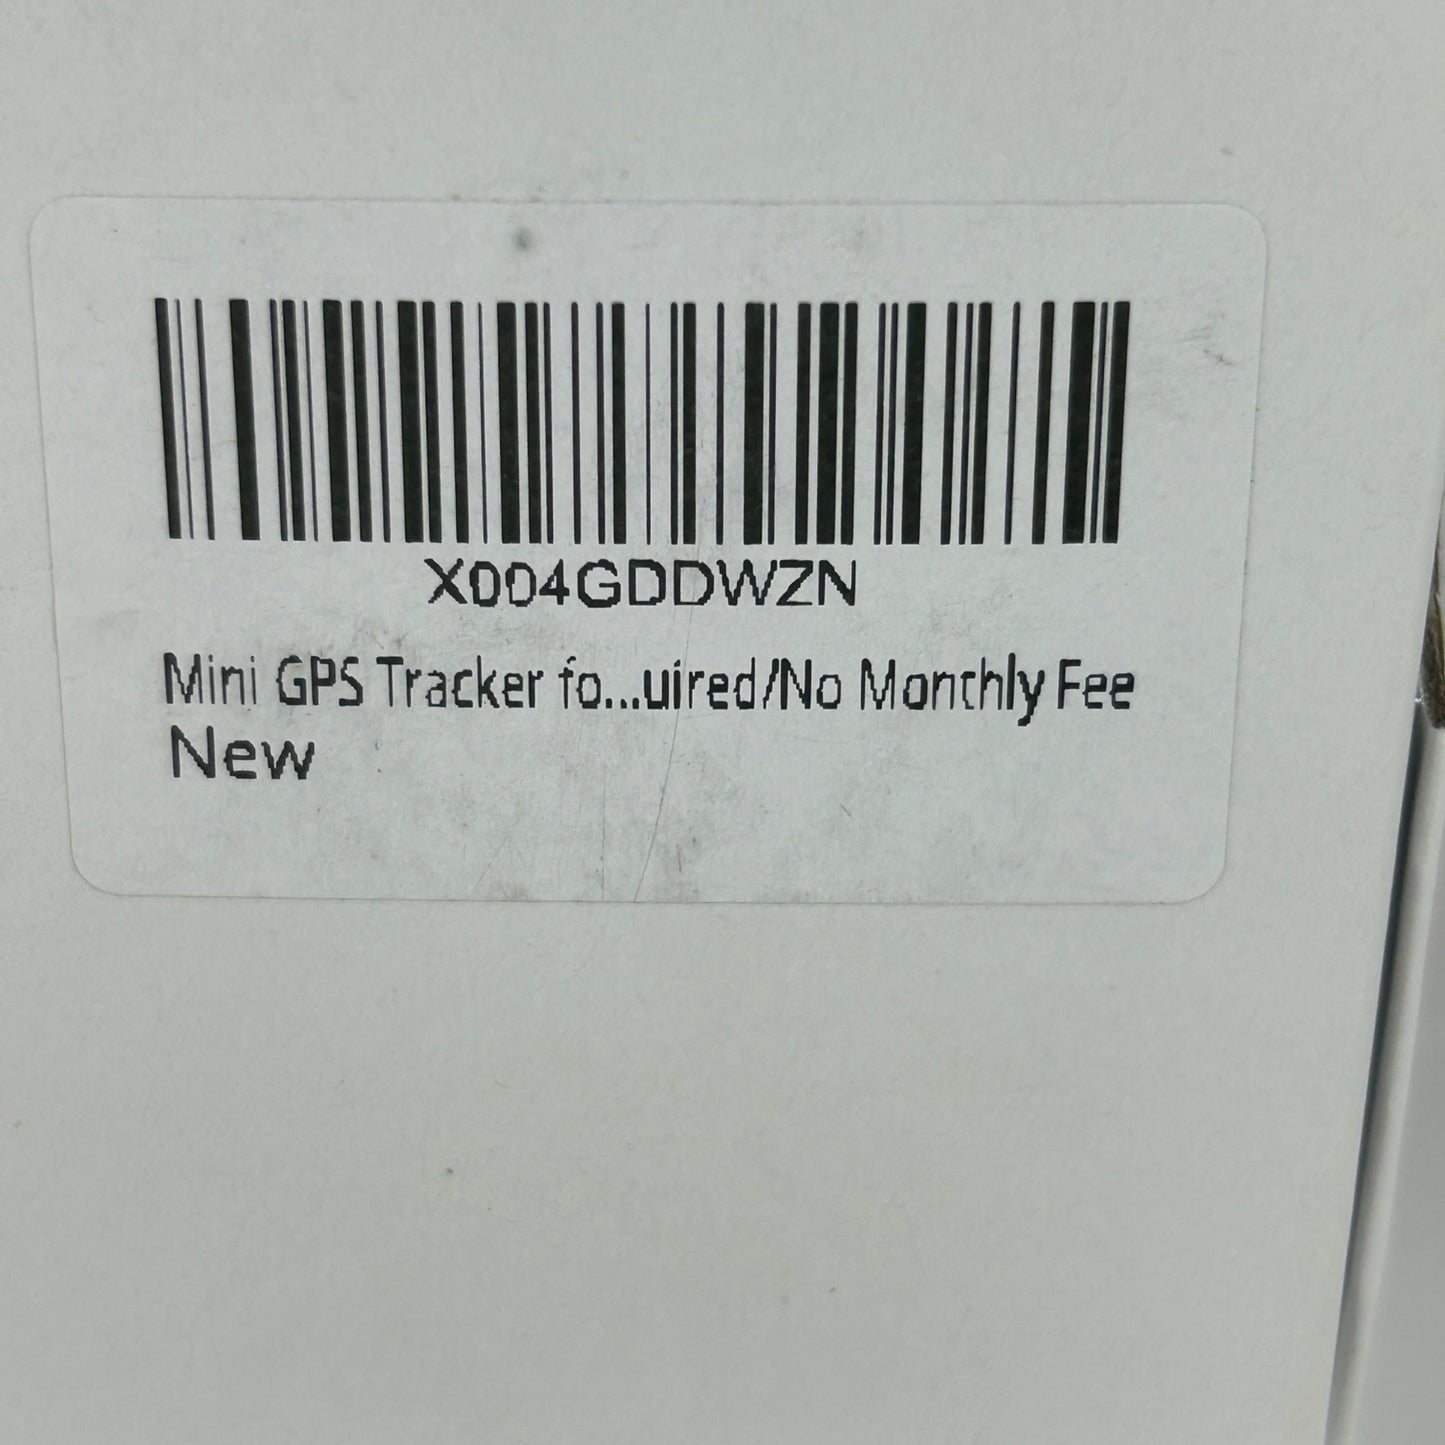 X004GDDWZN
Mini GPS Tracker fo...uired/No Monthly Fee
New